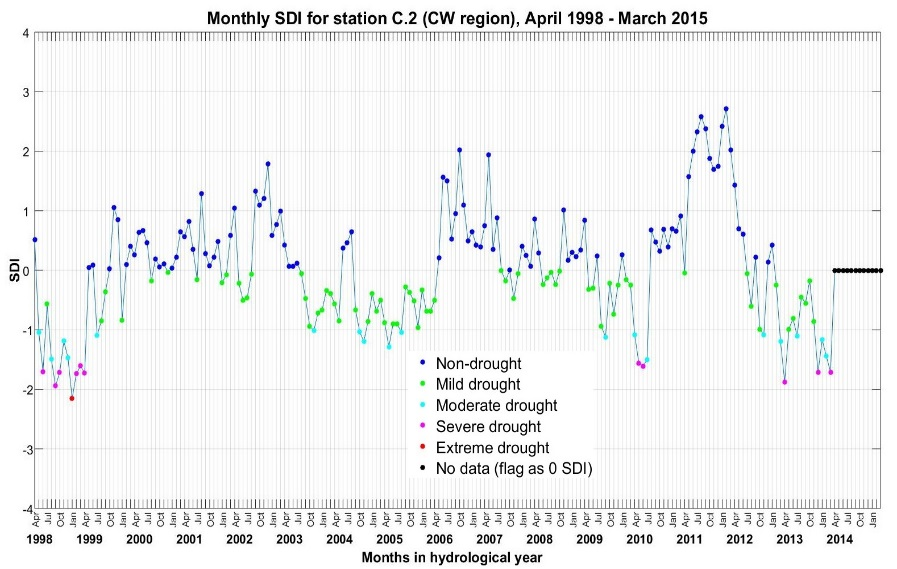 Monthly SDI for station C.2 (CW region), April 1998 - March 2015
4
3
2
1
0
-1
-2
-3
-4
SDI
Non-drought
Mild drought
Moderate drought
Severe drought
Extreme drought
No data (flag as 0 SDI)
Apr Jul Oct Jan Apr Jul Oct Jan Apr Jul Oct Jan Apr Jul Oct Jan Apr Jul Oct Jan Apr Jul Oct Jan Apr Jul Oct Jan Apr Jul Oct Jan Apr Jul Oct Jan Apr Jul Oct Jan Apr Jul Oct Jan Apr Jul Oct Jan Apr Jul Oct Jan Apr Jul Oct Jan Apr Jul Oct Jan Apr Jul Oct Jan Apr Jul Oct Jan
1998 1999 2000 2001 2002 2003 2004 2005 2006 2007 2008 2009 2010 2011 2012 2013 2014
Months in hydrological year